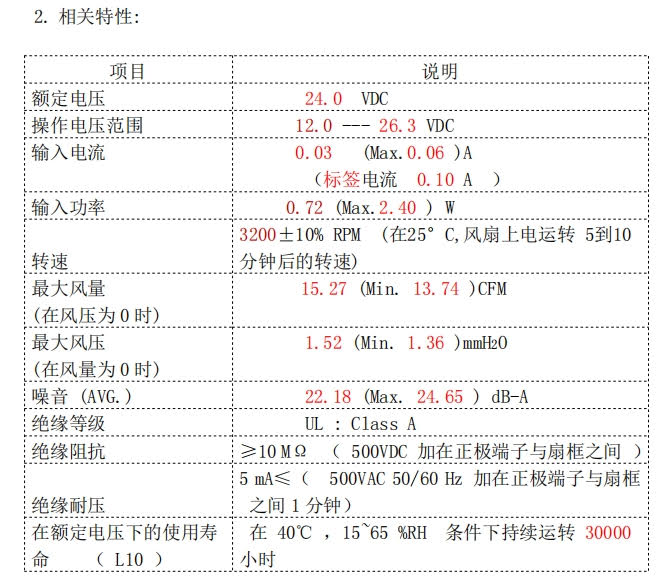 2. 相关特性:
项目 说明
额定电压 24.0 VDC
操作电压范围 12.0 --- 26.3 VDC
输入电流 0.03 (Max.0.06 )A
（标签电流 0.10 A ）
输入功率 0.72 (Max.2.40 ) W
3200±10% RPM (在25° C,风扇上电运转 5到10
转速 分钟后的转速)
最大风量 15.27 (Min. 13.74 )CFM
(在风压为0时)
最大风压 1.52 (Min. 1.36 )mmH2O
(在风量为0时)
噪音 (AVG.) 22.18 (Max. 24.65 ) dB-A
绝缘等级 UL : Class A
绝缘阻抗 ≥10 MΩ （ 500VDC 加在正极端子与扇框之间 ）
5 mA≤（ 500VAC 50/60 Hz 加在正极端子与扇框
绝缘耐压 之间1分钟）
在额定电压下的使用寿 在 40℃ ，15~65 %RH 条件下持续运转 30000
命 （ L10 ） 小时